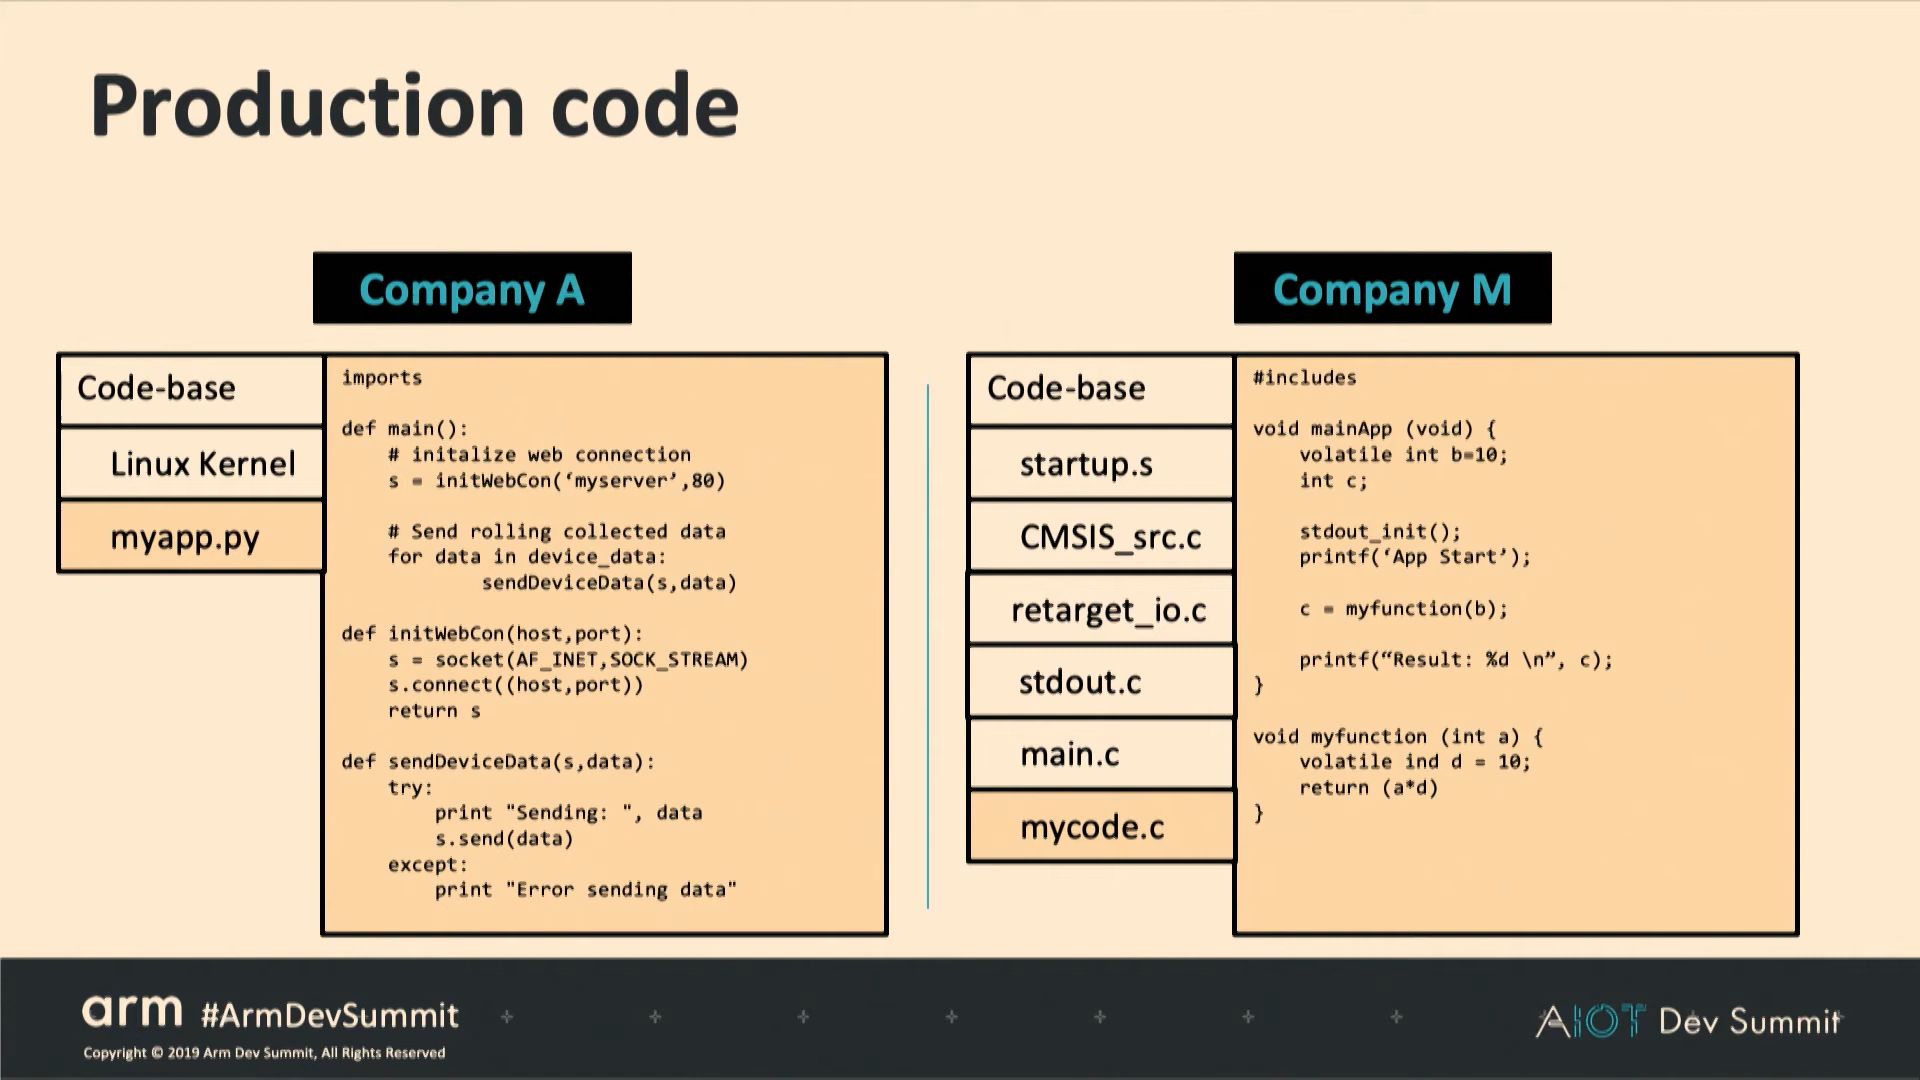 Production code
Company A
Code-base
Linux Kernel
myapp.py
imports
def main():
    # initalize web connection
    s = initWebCon(‘myserver’,80)
    # Send rolling collected data
    for data in device_data:
            sendDeviceData(s,data)
def initWebCon(host,port):
    s = socket(AF_INET,SOCK_STREAM)
    s.connect((host,port))
    return s
def sendDeviceData(s,data):
    try:
        print "Sending: ", data
        s.send(data)
    except:
        print "Error sending data"
Company M
Code-base
startup.s
CMSIS_src.c
retarget_io.c
stdout.c
main.c
mycode.c
#includes
void mainApp (void) {
    volatile int b=10;
    int c;
    stdout_init();
    printf(‘App Start’);
    c = myfunction(b);
    printf(“Result: %d \n”, c);
}
void myfunction (int a) {
    volatile ind d = 10;
    return (a*d)
}
arm #ArmDevSummit
Copyright © 2019 Arm Dev Summit, All Rights Reserved
AIOT Dev Summit